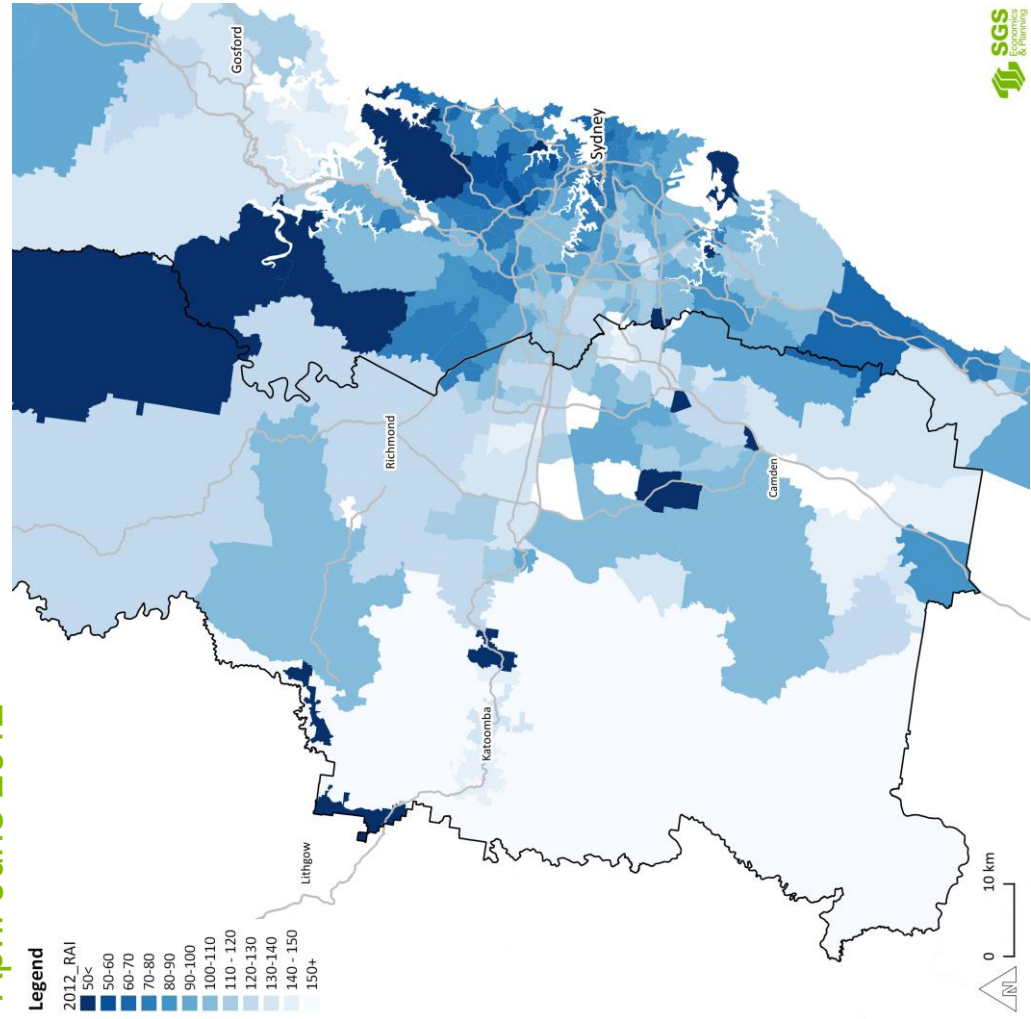 Legend
2012_RAI
50<
50-60
60-70
70-80
80-90
90-100
100-110
110 - 120
120-130
130-140
140 - 150
150+
Gosford
Sydney
Richmond
Camden
Katoomba
Lithgow
0 10 km
N
SGS
Economics
& Planning